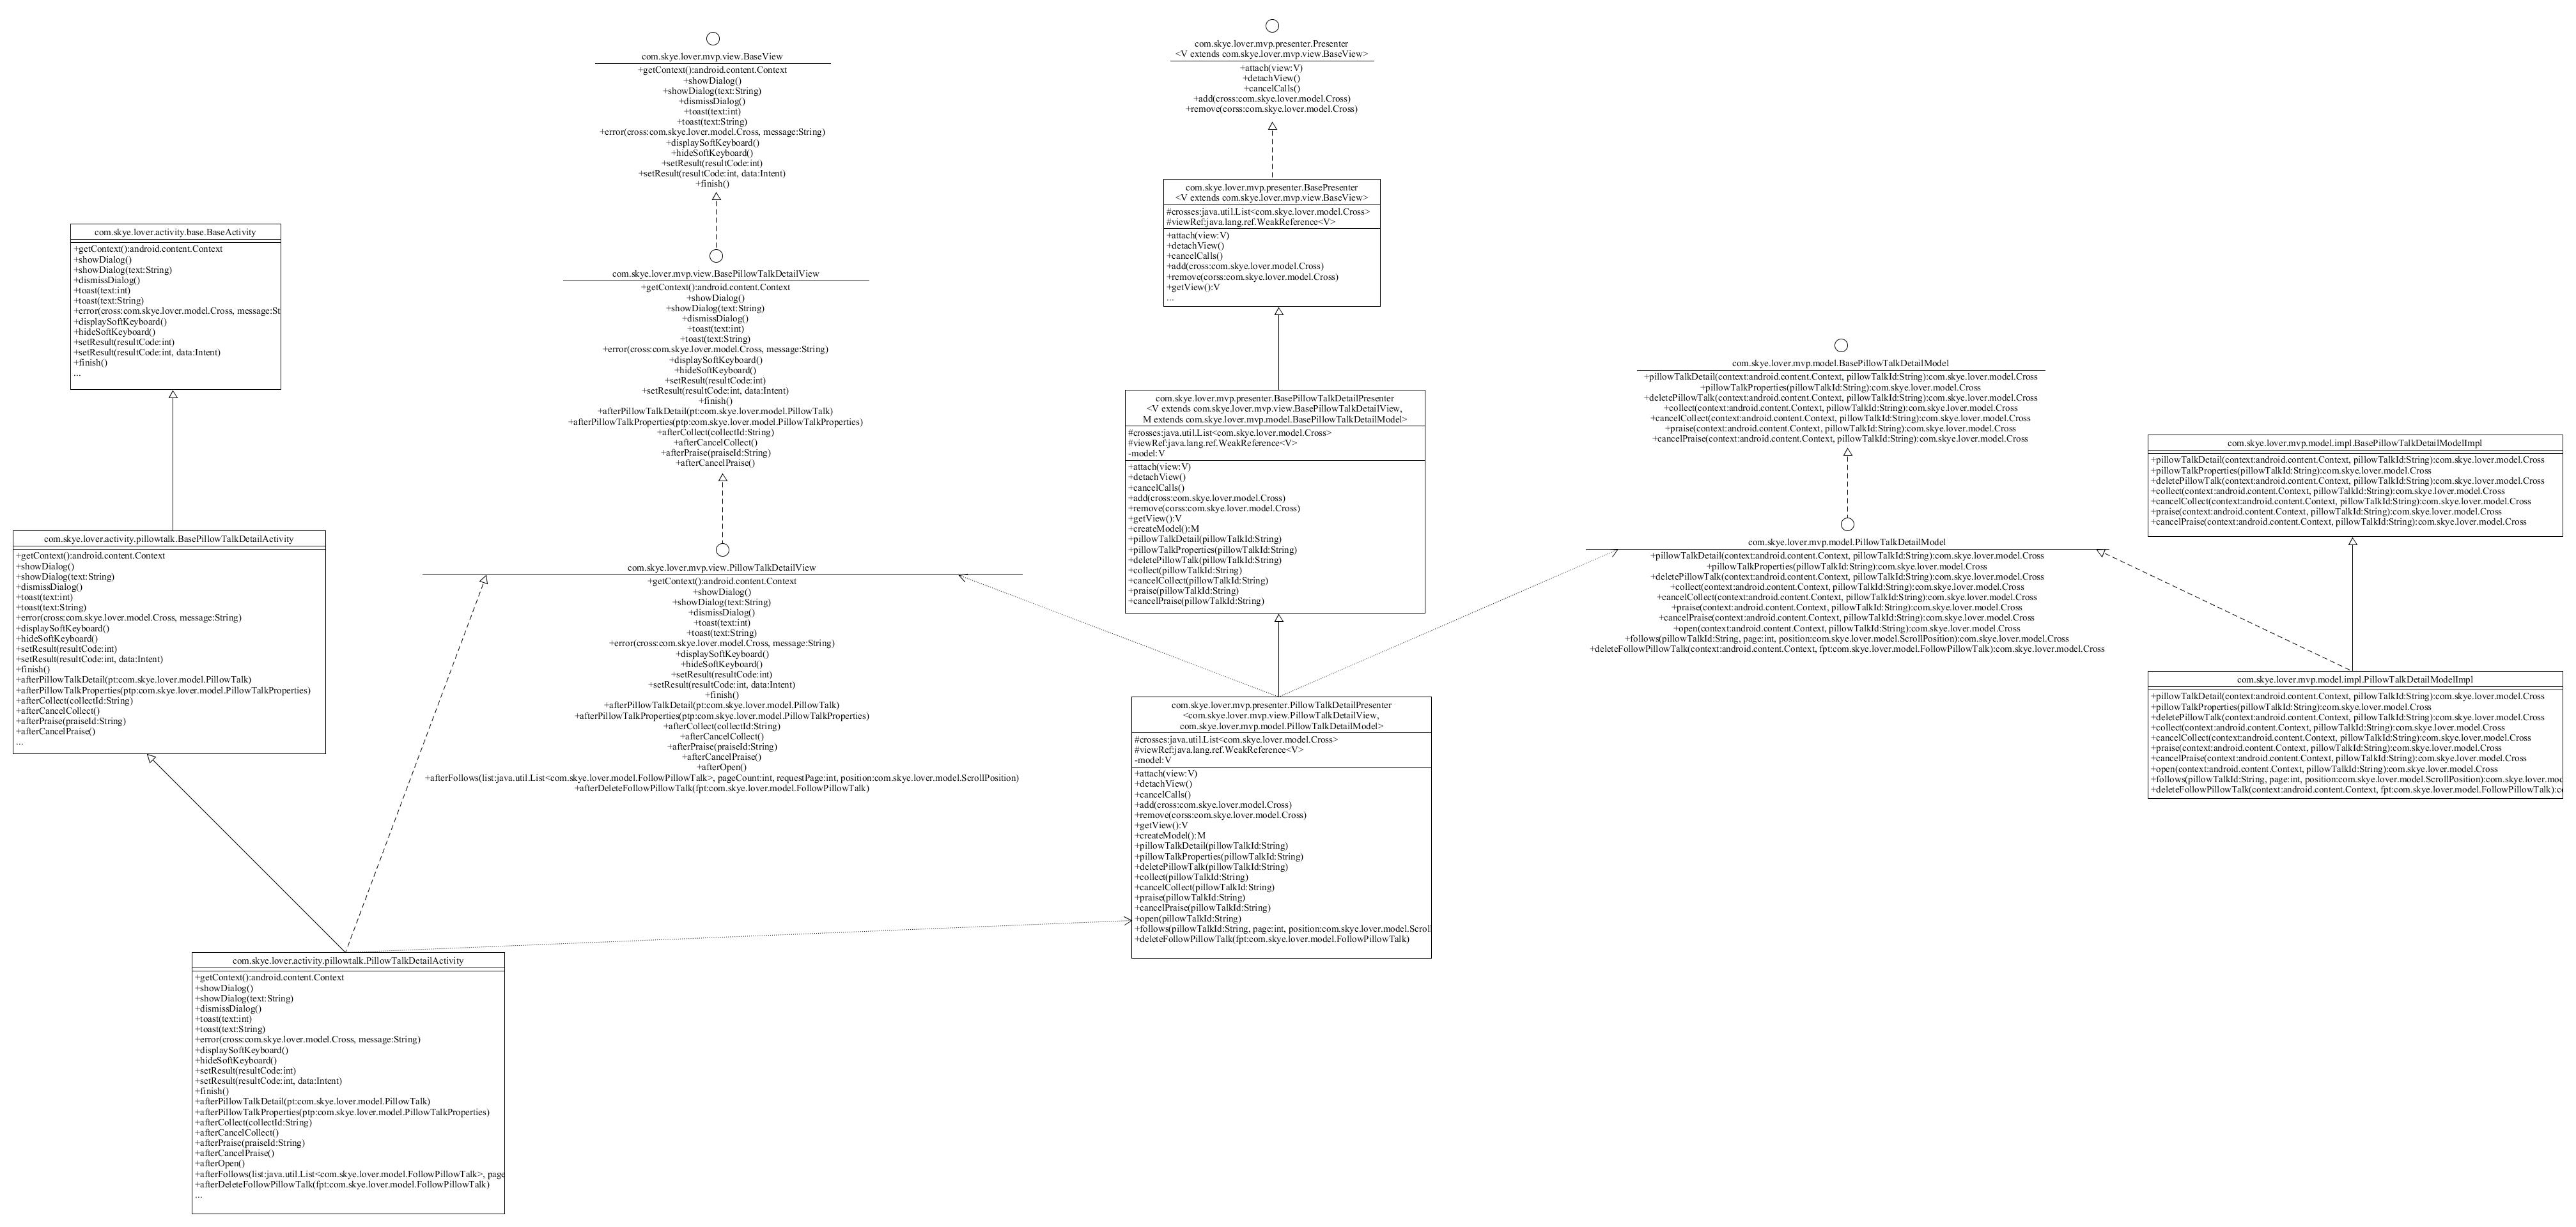 com.skye.lover.mvp.view.BaseView
+getContext():android.content.Context
+showDialog()
+showDialog(text:String)
+dismissDialog()
+toast(text:int)
+toast(text:String)
+error(cross:com.skye.lover.model.Cross, message:String)
+displaySoftKeyboard()
+hideSoftKeyboard()
+setResult(resultCode:int)
+setResult(resultCode:int, data:Intent)
+finish()
com.skye.lover.mvp.presenter.Presenter
<V extends com.skye.lover.mvp.view.BaseView>
+attach(view:V)
+detachView()
+cancelCalls()
+add(cross:com.skye.lover.model.Cross)
+remove(corss:com.skye.lover.model.Cross)
com.skye.lover.mvp.presenter.BasePresenter
<V extends com.skye.lover.mvp.view.BaseView>
#crosses:java.util.List<com.skye.lover.model.Cross>
#viewRef:java.lang.ref.WeakReference<V>
+attach(view:V)
+detachView()
+cancelCalls()
+add(cross:com.skye.lover.model.Cross)
+remove(corss:com.skye.lover.model.Cross)
+getView():V
...
com.skye.lover.activity.base.BaseActivity
+getContext():android.content.Context
+showDialog()
+showDialog(text:String)
+dismissDialog()
+toast(text:int)
+toast(text:String)
+error(cross:com.skye.lover.model.Cross, message:St
+displaySoftKeyboard()
+hideSoftKeyboard()
+setResult(resultCode:int)
+setResult(resultCode:int, data:Intent)
+finish()
...
com.skye.lover.mvp.view.BasePillowTalkDetailView
+getContext():android.content.Context
+showDialog()
+showDialog(text:String)
+dismissDialog()
+toast(text:int)
+toast(text:String)
+error(cross:com.skye.lover.model.Cross, message:String)
+displaySoftKeyboard()
+hideSoftKeyboard()
+setResult(resultCode:int)
+setResult(resultCode:int, data:Intent)
+finish()
+afterPillowTalkDetail(pt:com.skye.lover.model.PillowTalk)
+afterPillowTalkProperties(ptp:com.skye.lover.model.PillowTalkProperties)
+afterCollect(collectId:String)
+afterCancelCollect()
+afterPraise(praiseId:String)
+afterCancelPraise()
com.skye.lover.mvp.presenter.BasePillowTalkDetailPresenter
<V extends com.skye.lover.mvp.view.BasePillowTalkDetailView,
M extends com.skye.lover.mvp.model.BasePillowTalkDetailModel>
#crosses:java.util.List<com.skye.lover.model.Cross>
#viewRef:java.lang.ref.WeakReference<V>
-model:V
+attach(view:V)
+detachView()
+cancelCalls()
+add(cross:com.skye.lover.model.Cross)
+remove(corss:com.skye.lover.model.Cross)
+getView():V
+createModel():M
+pillowTalkDetail(pillowTalkId:String)
+pillowTalkProperties(pillowTalkId:String)
+deletePillowTalk(pillowTalkId:String)
+collect(pillowTalkId:String)
+cancelCollect(pillowTalkId:String)
+praise(pillowTalkId:String)
+cancelPraise(pillowTalkId:String)
com.skye.lover.mvp.model.BasePillowTalkDetailModel
+pillowTalkDetail(context:android.content.Context, pillowTalkId:String):com.skye.lover.model.Cross
+pillowTalkProperties(pillowTalkId:String):com.skye.lover.model.Cross
+deletePillowTalk(context:android.content.Context, pillowTalkId:String):com.skye.lover.model.Cross
+collect(context:android.content.Context, pillowTalkId:String):com.skye.lover.model.Cross
+cancelCollect(context:android.content.Context, pillowTalkId:String):com.skye.lover.model.Cross
+praise(context:android.content.Context, pillowTalkId:String):com.skye.lover.model.Cross
+cancelPraise(context:android.content.Context, pillowTalkId:String):com.skye.lover.model.Cross
com.skye.lover.mvp.model.impl.BasePillowTalkDetailModelImpl
+pillowTalkDetail(context:android.content.Context, pillowTalkId:String):com.skye.lover.model.Cross
+pillowTalkProperties(pillowTalkId:String):com.skye.lover.model.Cross
+deletePillowTalk(context:android.content.Context, pillowTalkId:String):com.skye.lover.model.Cross
+collect(context:android.content.Context, pillowTalkId:String):com.skye.lover.model.Cross
+cancelCollect(context:android.content.Context, pillowTalkId:String):com.skye.lover.model.Cross
+praise(context:android.content.Context, pillowTalkId:String):com.skye.lover.model.Cross
+cancelPraise(context:android.content.Context, pillowTalkId:String):com.skye.lover.model.Cross
com.skye.lover.activity.pillowtalk.BasePillowTalkDetailActivity
+getContext():android.content.Context
+showDialog()
+showDialog(text:String)
+dismissDialog()
+toast(text:int)
+toast(text:String)
+error(cross:com.skye.lover.model.Cross, message:String)
+displaySoftKeyboard()
+hideSoftKeyboard()
+setResult(resultCode:int)
+setResult(resultCode:int, data:Intent)
+finish()
+afterPillowTalkDetail(pt:com.skye.lover.model.PillowTalk)
+afterPillowTalkProperties(ptp:com.skye.lover.model.PillowTalkProperties)
+afterCollect(collectId:String)
+afterCancelCollect()
+afterPraise(praiseId:String)
+afterCancelPraise()
...
com.skye.lover.mvp.view.PillowTalkDetailView
+getContext():android.content.Context
+showDialog()
+showDialog(text:String)
+dismissDialog()
+toast(text:int)
+toast(text:String)
+error(cross:com.skye.lover.model.Cross, message:String)
+displaySoftKeyboard()
+hideSoftKeyboard()
+setResult(resultCode:int)
+setResult(resultCode:int, data:Intent)
+finish()
+afterPillowTalkDetail(pt:com.skye.lover.model.PillowTalk)
+afterPillowTalkProperties(ptp:com.skye.lover.model.PillowTalkProperties)
+afterCollect(collectId:String)
+afterCancelCollect()
+afterPraise(praiseId:String)
+afterCancelPraise()
+afterOpen()
+afterFollows(list:java.util.List<com.skye.lover.model.FollowPillowTalk>, pageCount:int, requestPage:int, position:com.skye.lover.model.ScrollPosition)
+afterDeleteFollowPillowTalk(fpt:com.skye.lover.model.FollowPillowTalk)
com.skye.lover.mvp.model.PillowTalkDetailModel
+pillowTalkDetail(context:android.content.Context, pillowTalkId:String):com.skye.lover.model.Cross
+pillowTalkProperties(pillowTalkId:String):com.skye.lover.model.Cross
+deletePillowTalk(context:android.content.Context, pillowTalkId:String):com.skye.lover.model.Cross
+collect(context:android.content.Context, pillowTalkId:String):com.skye.lover.model.Cross
+cancelCollect(context:android.content.Context, pillowTalkId:String):com.skye.lover.model.Cross
+praise(context:android.content.Context, pillowTalkId:String):com.skye.lover.model.Cross
+cancelPraise(context:android.content.Context, pillowTalkId:String):com.skye.lover.model.Cross
+open(context:android.content.Context, pillowTalkId:String):com.skye.lover.model.Cross
+follows(pillowTalkId:String, page:int, position:com.skye.lover.model.ScrollPosition):com.skye.lover.model.Cross
+deleteFollowPillowTalk(context:android.content.Context, fpt:com.skye.lover.model.FollowPillowTalk):com.skye.lover.model.Cross
com.skye.lover.mvp.model.impl.PillowTalkDetailModelImpl
+pillowTalkDetail(context:android.content.Context, pillowTalkId:String):com.skye.lover.model.Cross
+pillowTalkProperties(pillowTalkId:String):com.skye.lover.model.Cross
+deletePillowTalk(context:android.content.Context, pillowTalkId:String):com.skye.lover.model.Cross
+collect(context:android.content.Context, pillowTalkId:String):com.skye.lover.model.Cross
+cancelCollect(context:android.content.Context, pillowTalkId:String):com.skye.lover.model.Cross
+praise(context:android.content.Context, pillowTalkId:String):com.skye.lover.model.Cross
+cancelPraise(context:android.content.Context, pillowTalkId:String):com.skye.lover.model.Cross
+open(context:android.content.Context, pillowTalkId:String):com.skye.lover.model.Cross
+follows(pillowTalkId:String, page:int, position:com.skye.lover.model.ScrollPosition):com.skye.lover.mod
+deleteFollowPillowTalk(context:android.content.Context, fpt:com.skye.lover.model.FollowPillowTalk):co
com.skye.lover.mvp.presenter.PillowTalkDetailPresenter
<com.skye.lover.mvp.view.PillowTalkDetailView,
com.skye.lover.mvp.model.PillowTalkDetailModel>
#crosses:java.util.List<com.skye.lover.model.Cross>
#viewRef:java.lang.ref.WeakReference<V>
-model:V
+attach(view:V)
+detachView()
+cancelCalls()
+add(cross:com.skye.lover.model.Cross)
+remove(corss:com.skye.lover.model.Cross)
+getView():V
+createModel():M
+pillowTalkDetail(pillowTalkId:String)
+pillowTalkProperties(pillowTalkId:String)
+deletePillowTalk(pillowTalkId:String)
+collect(pillowTalkId:String)
+cancelCollect(pillowTalkId:String)
+praise(pillowTalkId:String)
+cancelPraise(pillowTalkId:String)
+open(pillowTalkId:String)
+follows(pillowTalkId:String, page:int, position:com.skye.lover.model.Scrol
+deleteFollowPillowTalk(fpt:com.skye.lover.model.FollowPillowTalk)
com.skye.lover.activity.pillowtalk.PillowTalkDetailActivity
+getContext():android.content.Context
+showDialog()
+showDialog(text:String)
+dismissDialog()
+toast(text:int)
+toast(text:String)
+error(cross:com.skye.lover.model.Cross, message:String)
+displaySoftKeyboard()
+hideSoftKeyboard()
+setResult(resultCode:int)
+setResult(resultCode:int, data:Intent)
+finish()
+afterPillowTalkDetail(pt:com.skye.lover.model.PillowTalk)
+afterPillowTalkProperties(ptp:com.skye.lover.model.PillowTalkProperties)
+afterCollect(collectId:String)
+afterCancelCollect()
+afterPraise(praiseId:String)
+afterCancelPraise()
+afterOpen()
+afterFollows(list:java.util.List<com.skye.lover.model.FollowPillowTalk>, page
+afterDeleteFollowPillowTalk(fpt:com.skye.lover.model.FollowPillowTalk)
...